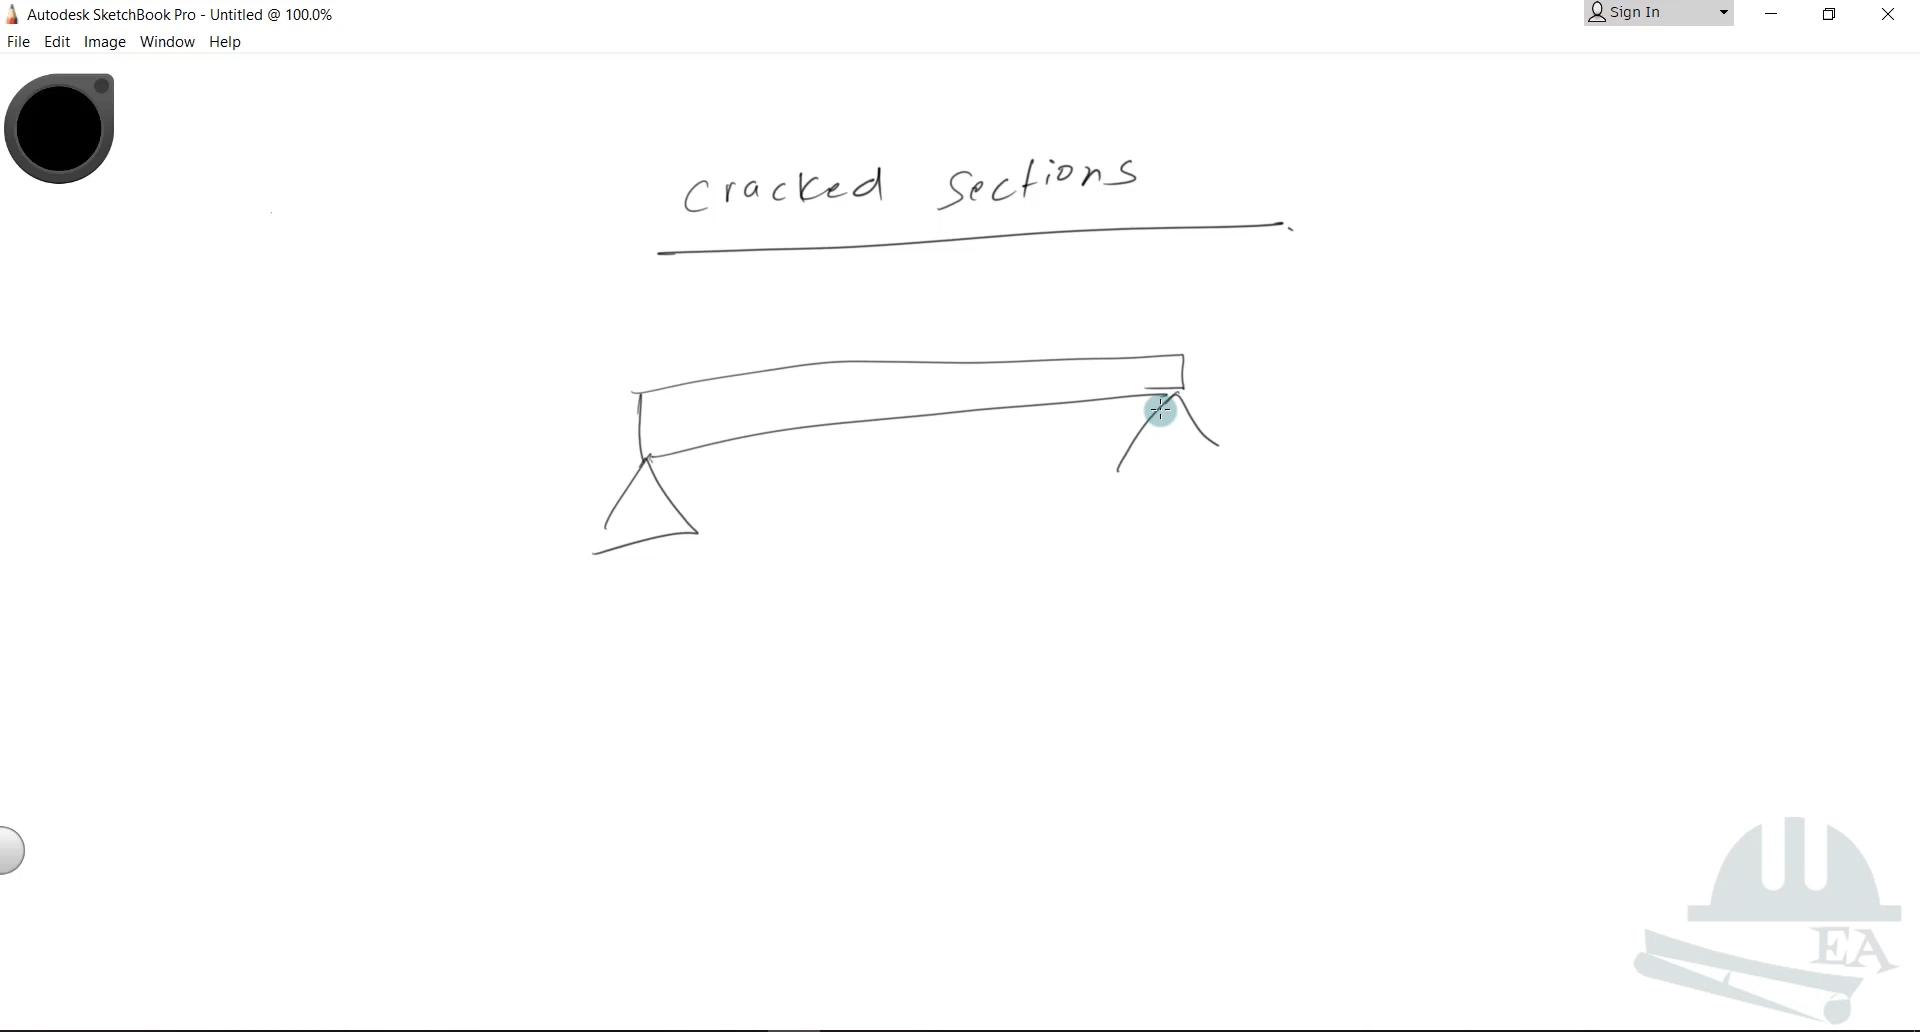 Autodesk SketchBook Pro - Untitled @ 100.0%
Sign In
File Edit Image Window Help
Cracked Sections
EA